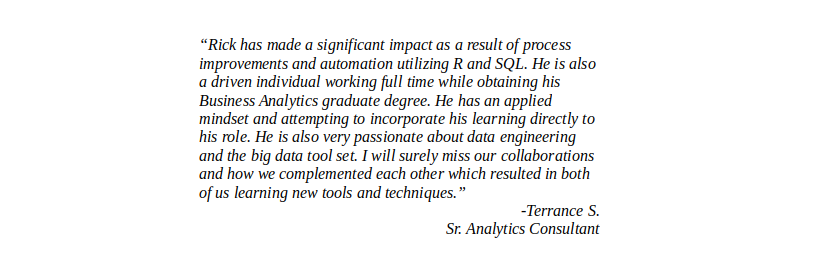 “Rick has made a significant impact as a result of process
improvements and automation utilizing R and SQL. He is also
a driven individual working full time while obtaining his
Business Analytics graduate degree. He has an applied
mindset and attempting to incorporate his learning directly to
his role. He is also very passionate about data engineering
and the big data tool set. I will surely miss our collaborations
and how we complemented each other which resulted in both
of us learning new tools and techniques.”
-Terrance S.
Sr. Analytics Consultant